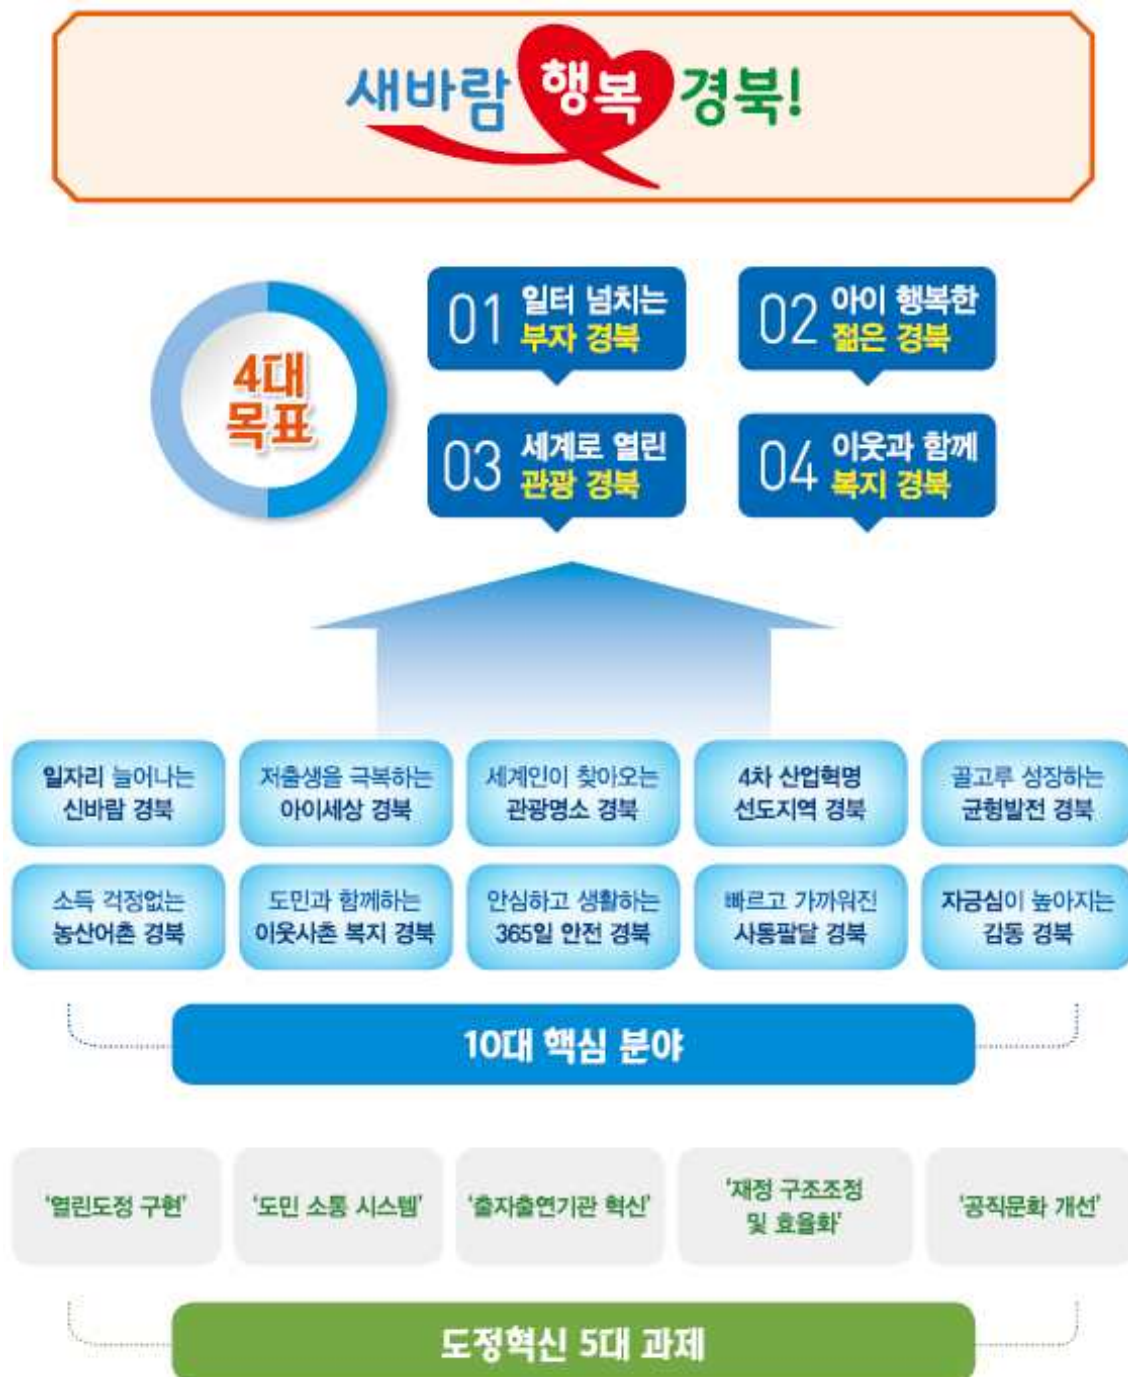 새바람 행복 경북!
4대
목표
01 일터 넘치는
부자 경북
02 아이 행복한
젊은 경북
03 세계로 열린
관광 경북
04 이웃과 함께
복지 경북
일자리 늘어나는
신바람 경북
저출생을 극복하는
아이세상 경북
세계인이 찾아오는
관광명소 경북
4차 산업혁명
선도지역 경북
골고루 성장하는
균형발전 경북
소득 걱정없는
농산어촌 경북
도민과 함께하는
이웃사촌 복지 경북
안심하고 생활하는
365일 안전 경북
빠르고 가까워진
사통팔달 경북
자긍심이 높아지는
감동 경북
10대 핵심 분야
'열린도정 구현'
'도민 소통 시스템'
'출자출연기관 혁신'
'재정 구조조정
및 효율화'
'공직문화 개선'
도정혁신 5대 과제